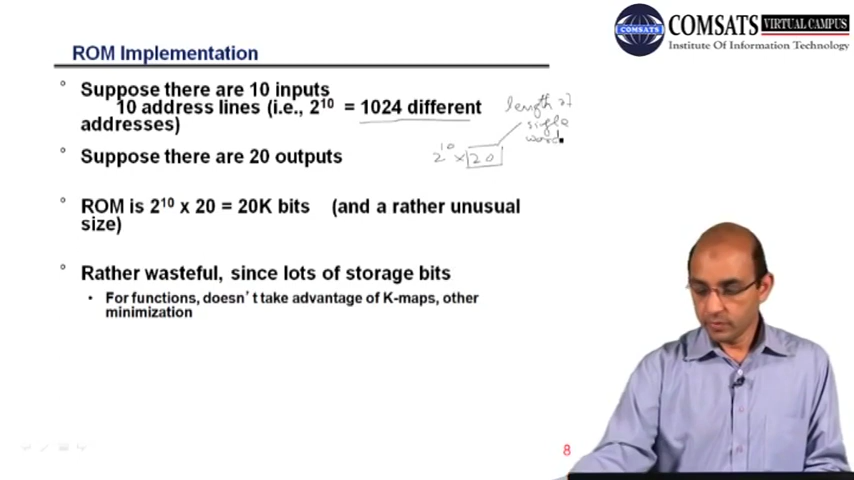 COMSATS VIRTUAL CAMPUS
Institute Of Information Technology
COMSATS
ROM Implementation
° Suppose there are 10 inputs
10 address lines (i.e., 2¹⁰ = 1024 different
addresses)
length of
single
word
° Suppose there are 20 outputs
2¹⁰ × 20
° ROM is 2¹⁰ x 20 = 20K bits (and a rather unusual
size)
° Rather wasteful, since lots of storage bits
• For functions, doesn't take advantage of K-maps, other
minimization
8